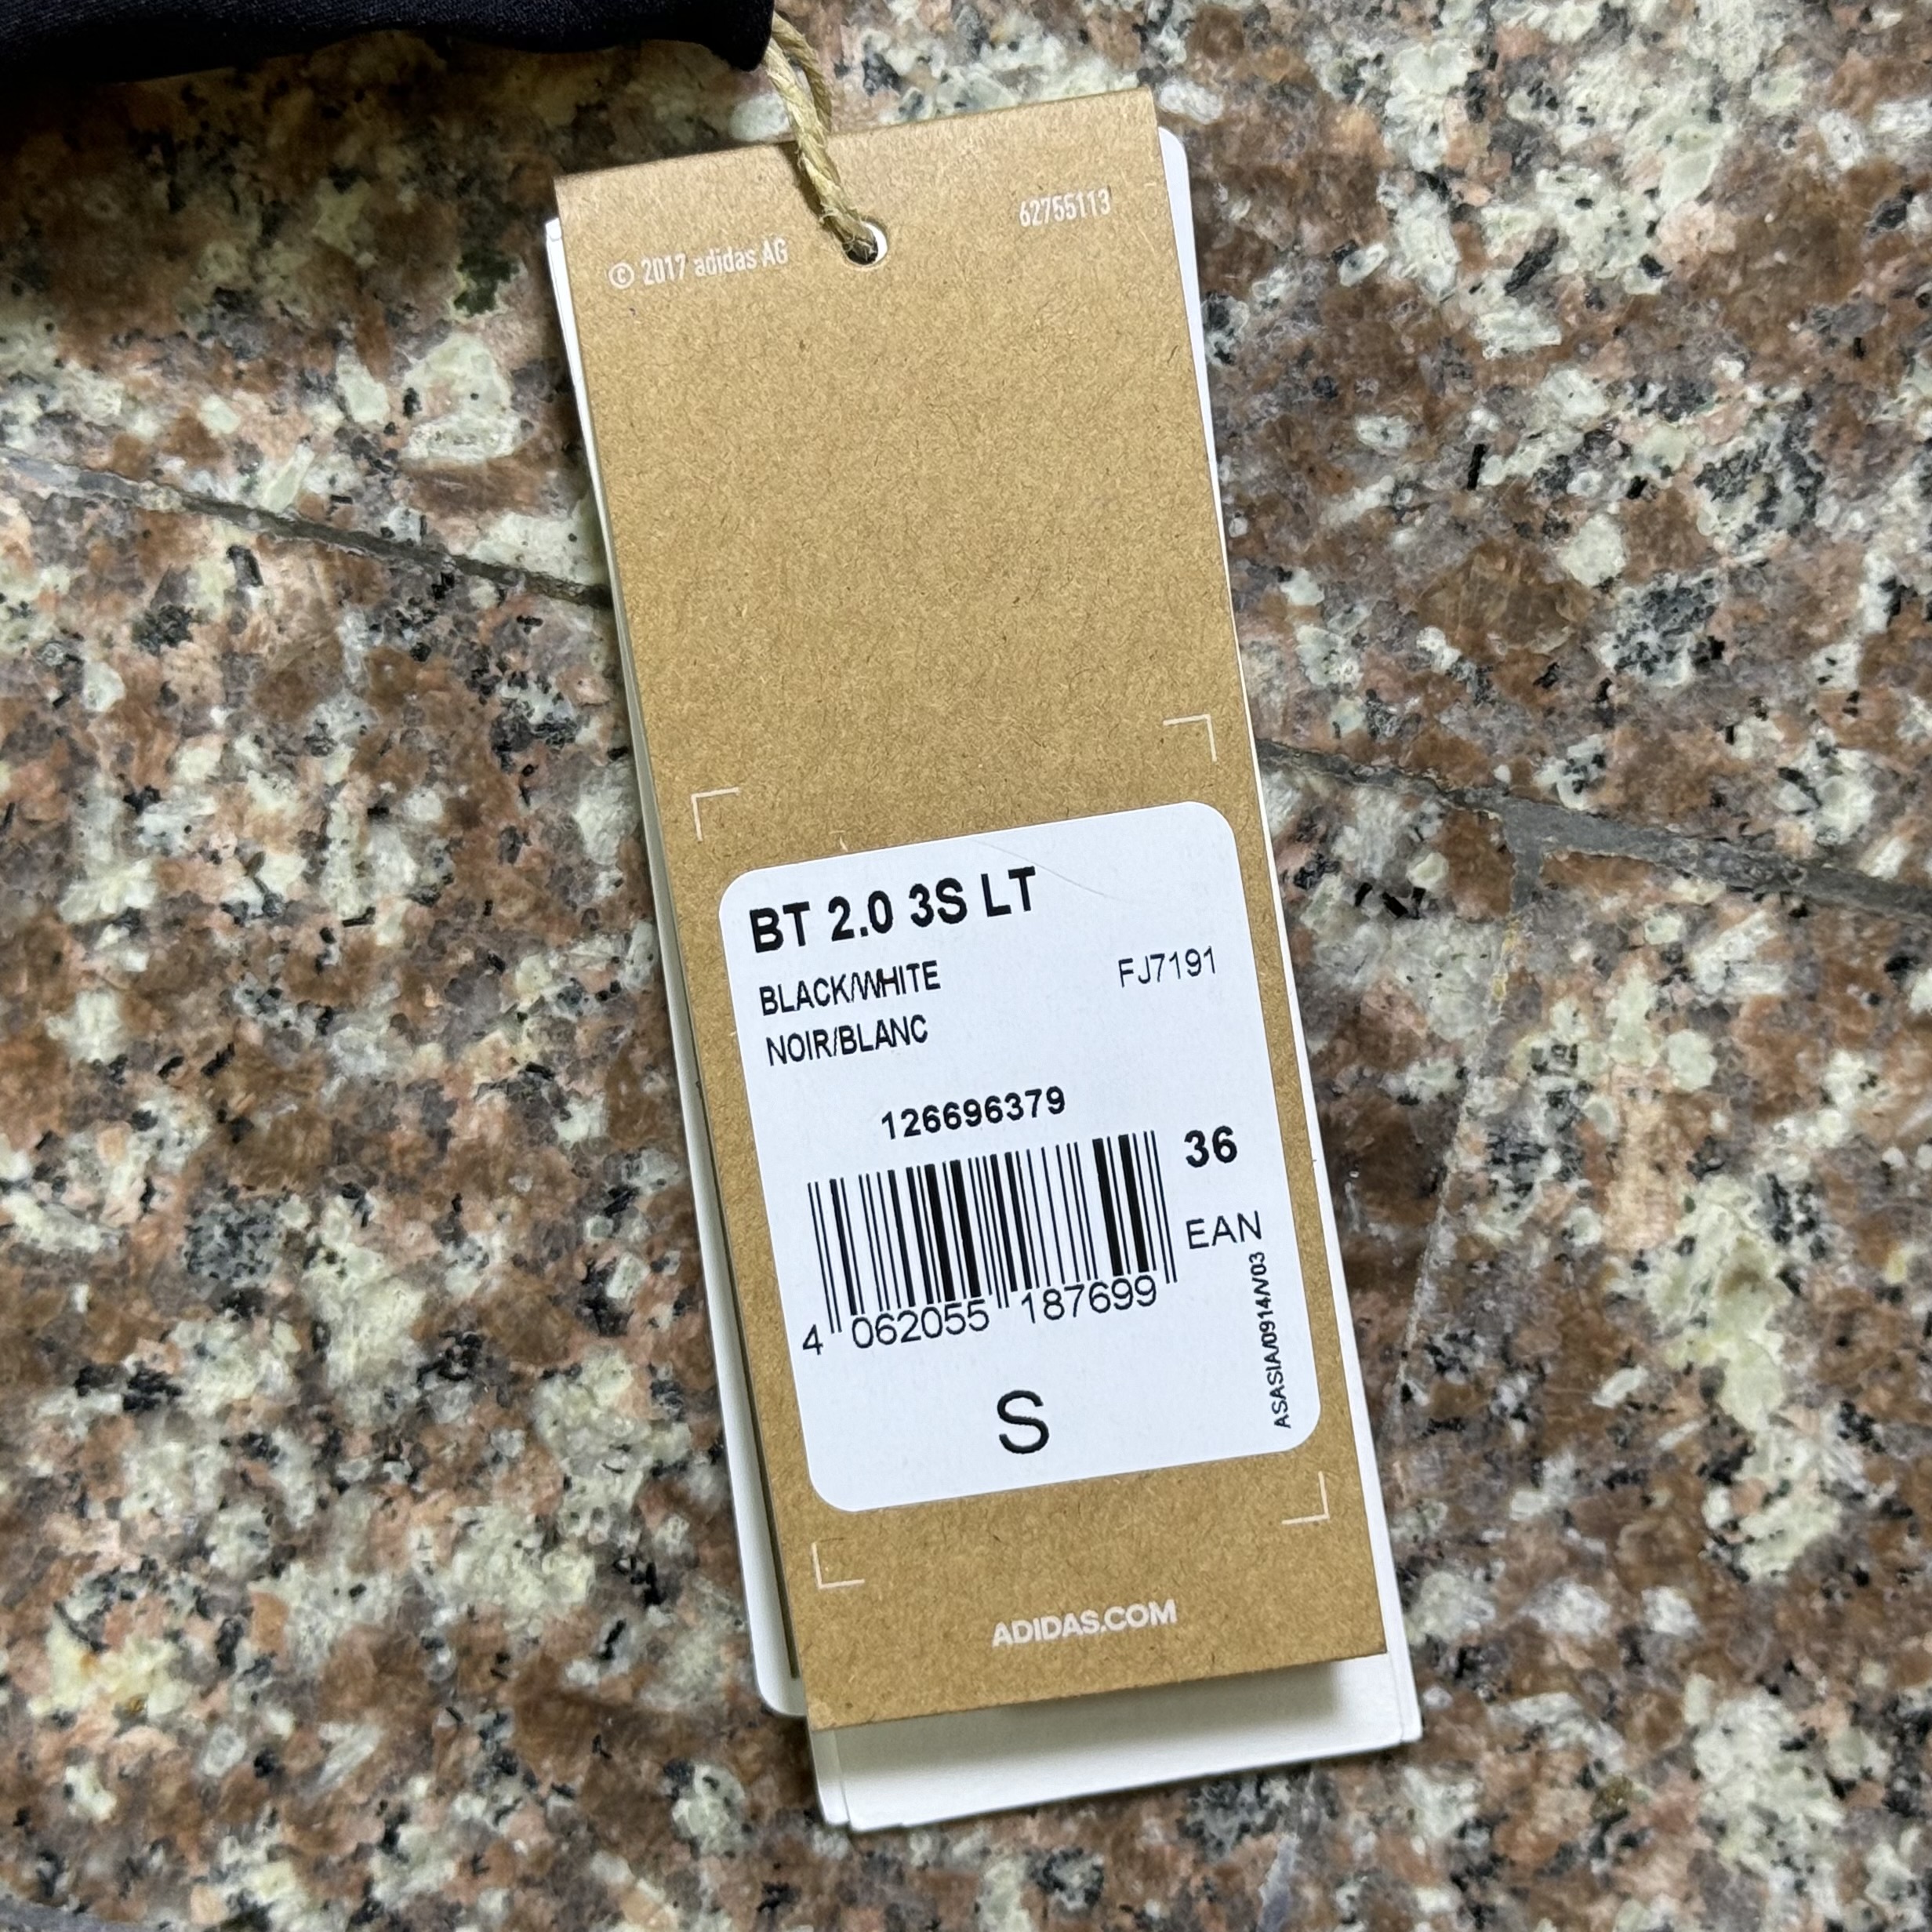 © 2017 adidas AG
62755113
BT 2.0 3S LT
BLACK/WHITE
FJ7191
NOIR/BLANC
126696379
36
EAN
4 062055 187699
ASASIA/0914/V03
S
ADIDAS.COM